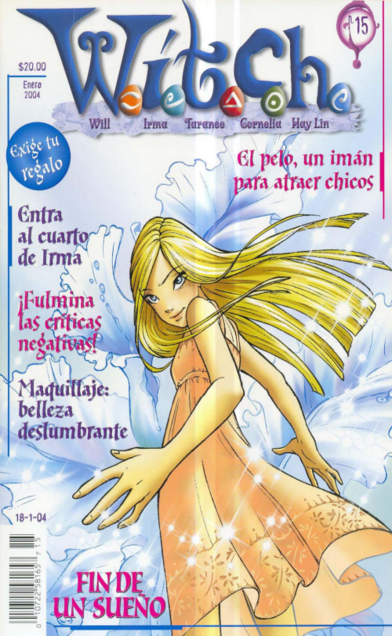 Witch
$20.00
Enero
2004
nº15
Will Irma Taranee Cornelia Hay Lin
Exige tu
regalo
El pelo, un imán
para atraer chicos
Entra
al cuarto
de Irma
¡Fulmina
las críticas
negativas!
Maquillaje:
belleza
deslumbrante
18-1-04
FIN DE
UN SUEÑO